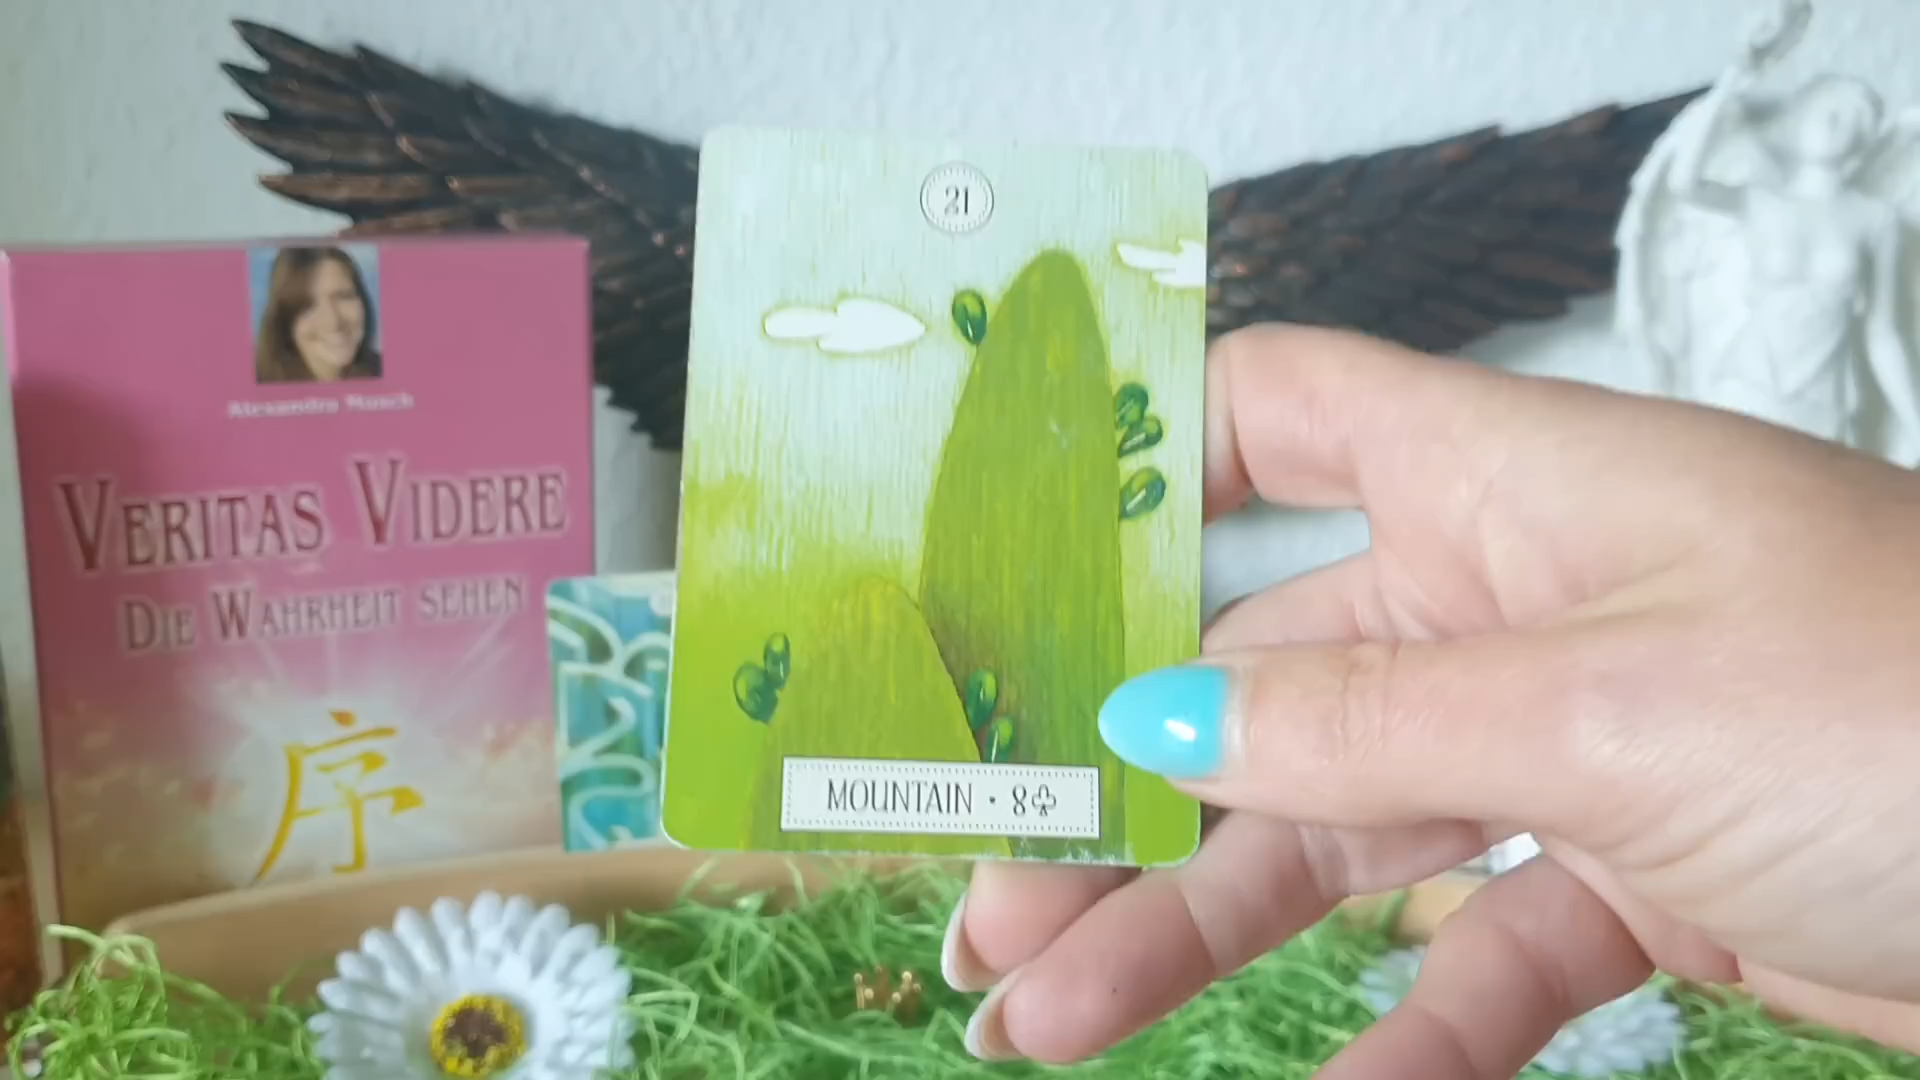 21
MOUNTAIN · 8♣
Alexandra Musch
VERITAS VIDERE
DIE WAHRHEIT SEHEN
序